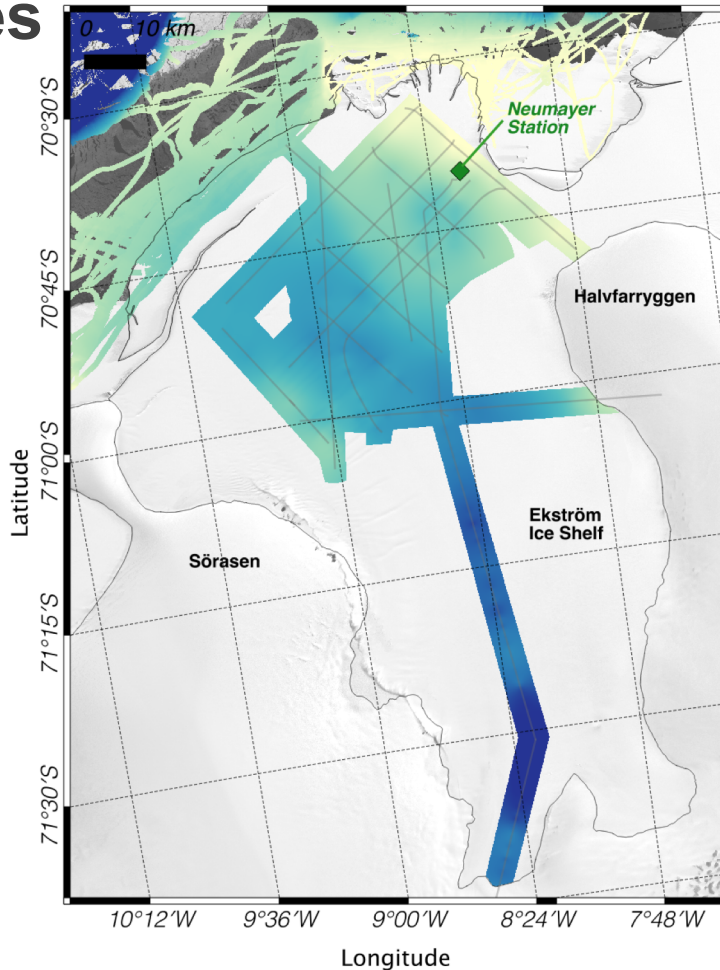 es
0 10 km
Neumayer
Station
Halvfarryggen
Ekström
Ice Shelf
Sörasen
70°30'S
70°45'S
71°00'S
71°15'S
71°30'S
Latitude
10°12'W 9°36'W 9°00'W 8°24'W 7°48'W
Longitude